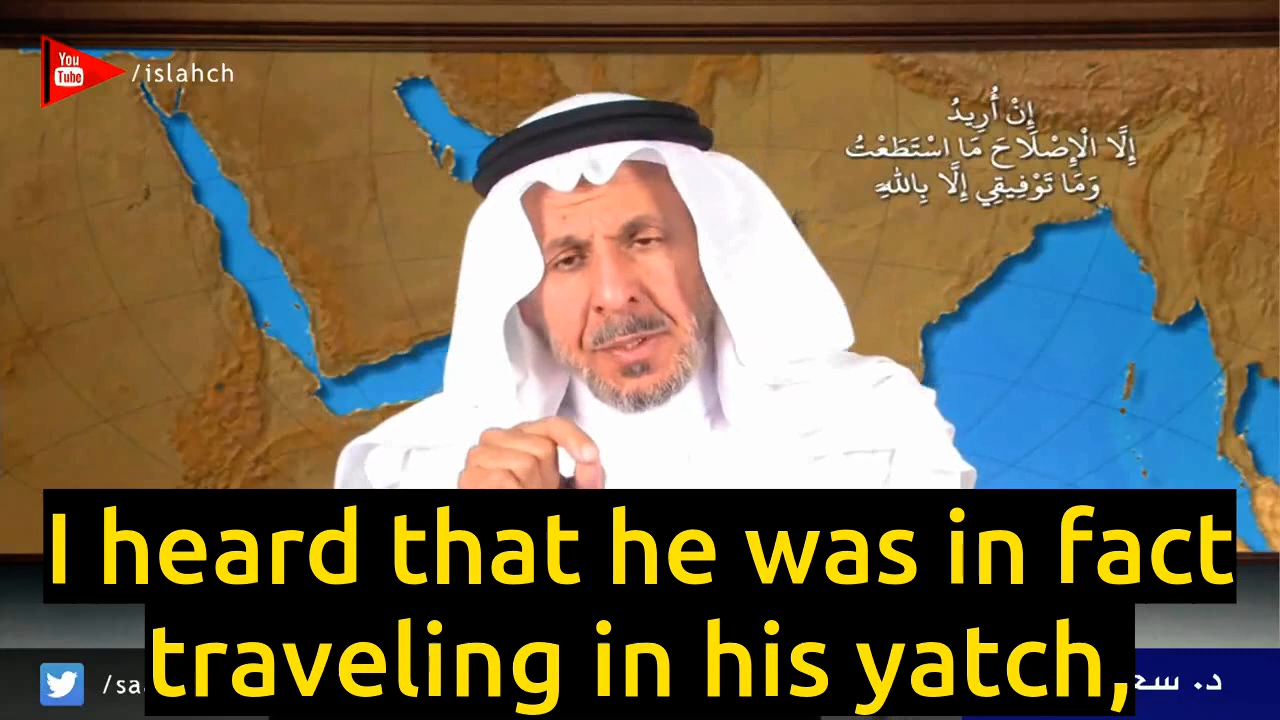 You
Tube
/islahch
إِنْ أُرِيدُ
إِلَّا الْإِصْلَاحَ مَا اسْتَطَعْتُ
وَمَا تَوْفِيقِي إِلَّا بِاللَّهِ
I heard that he was in fact
traveling in his yatch,
/sa
د. سع